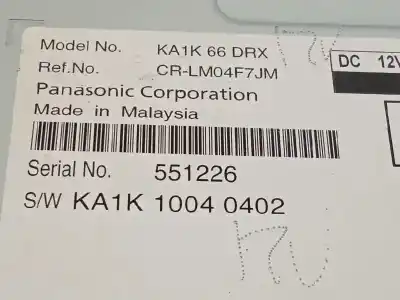 Model No. KA1K 66 DRX
Ref.No. CR-LM04F7JM
DC 12V
Panasonic Corporation
Made in Malaysia
Serial No. 551226
S/W KA1K 1004 0402
24